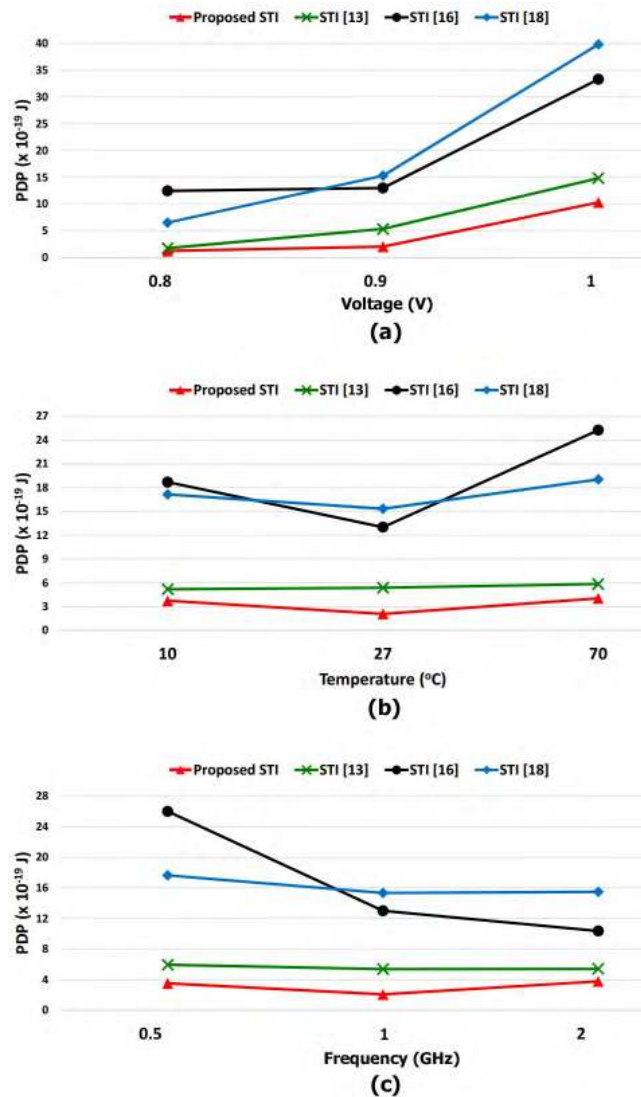 Proposed STI STI [13] STI [16] STI [18]
40
35
30
25
20
15
10
5
0
PDP (x 10⁻¹⁹ J)
0.8 0.9 1
Voltage (V)
(a)
Proposed STI STI [13] STI [16] STI [18]
27
24
21
18
15
12
9
6
3
0
PDP (x 10⁻¹⁹ J)
10 27 70
Temperature (°C)
(b)
Proposed STI STI [13] STI [16] STI [18]
28
24
20
16
12
8
4
0
PDP (x 10⁻¹⁹ J)
0.5 1 2
Frequency (GHz)
(c)